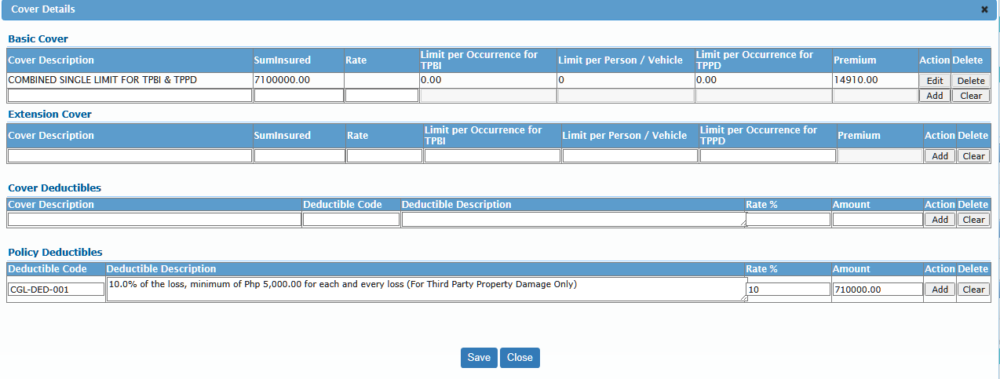 Cover Details
Basic Cover
Cover Description SumInsured Rate Limit per Occurrence for TPBI Limit per Person / Vehicle Limit per Occurrence for TPPD Premium Action Delete
COMBINED SINGLE LIMIT FOR TPBI & TPPD 7100000.00 0.00 0 0.00 14910.00 Edit Delete
Add Clear
Extension Cover
Cover Description SumInsured Rate Limit per Occurrence for TPBI Limit per Person / Vehicle Limit per Occurrence for TPPD Premium Action Delete
Add Clear
Cover Deductibles
Cover Description Deductible Code Deductible Description Rate % Amount Action Delete
Add Clear
Policy Deductibles
Deductible Code Deductible Description Rate % Amount Action Delete
CGL-DED-001 10.0% of the loss, minimum of Php 5,000.00 for each and every loss (For Third Party Property Damage Only) 10 710000.00 Add Clear
Save Close